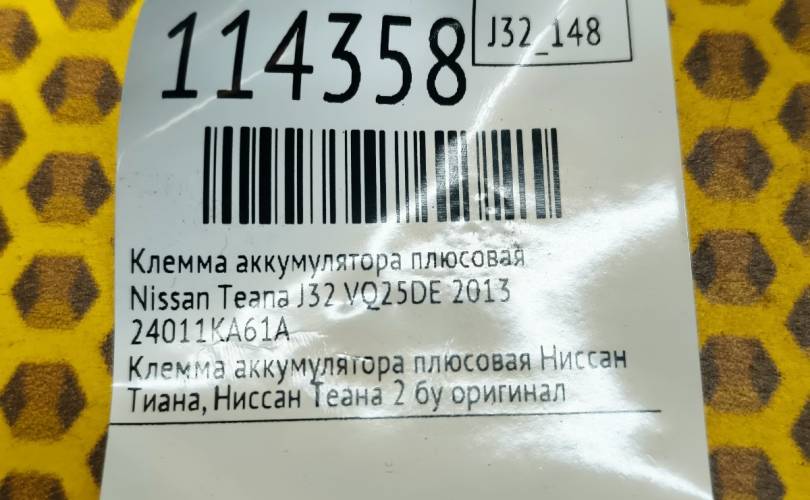 114358
J32_148
Клемма аккумулятора плюсовая
Nissan Teana J32 VQ25DE 2013
24011KA61A
Клемма аккумулятора плюсовая Ниссан
Тиана, Ниссан Теана 2 бу оригинал